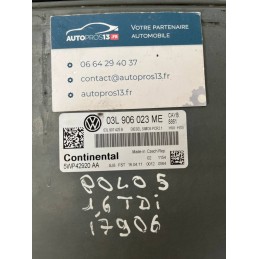 AUTOPROS13.FR
VOTRE PARTENAIRE
AUTOMOBILE
06 64 29 40 37
contact@autopros13.fr
autopros13.fr
03L 906 023 ME
Continental
Made in Czech Rep
5WP42920 AA
POLO 5
1,6 TDi
17906